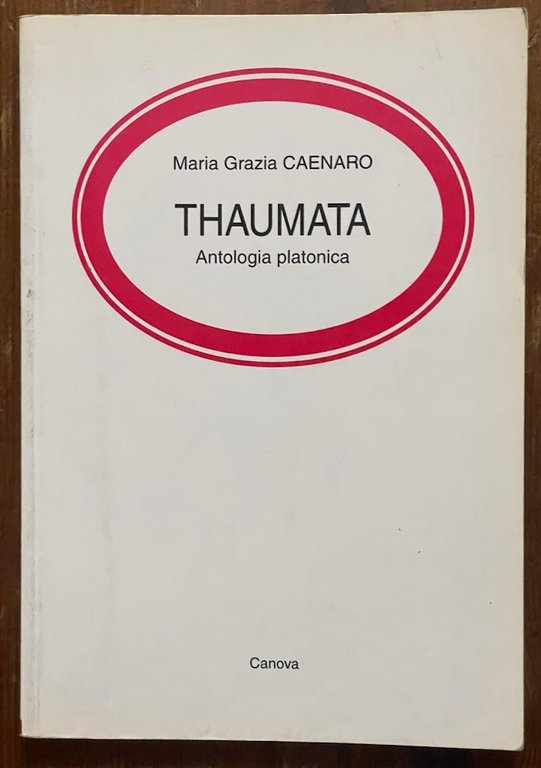 Maria Grazia CAENARO
THAUMATA
Antologia platonica
Canova